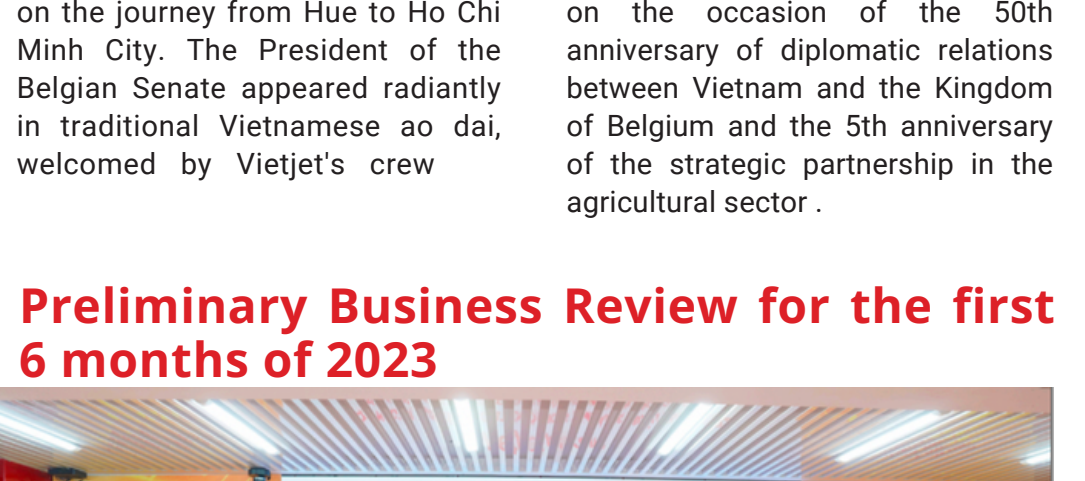 on the journey from Hue to Ho Chi
Minh City. The President of the
Belgian Senate appeared radiantly
in traditional Vietnamese ao dai,
welcomed by Vietjet's crew
on the occasion of the 50th
anniversary of diplomatic relations
between Vietnam and the Kingdom
of Belgium and the 5th anniversary
of the strategic partnership in the
agricultural sector .
Preliminary Business Review for the first
6 months of 2023